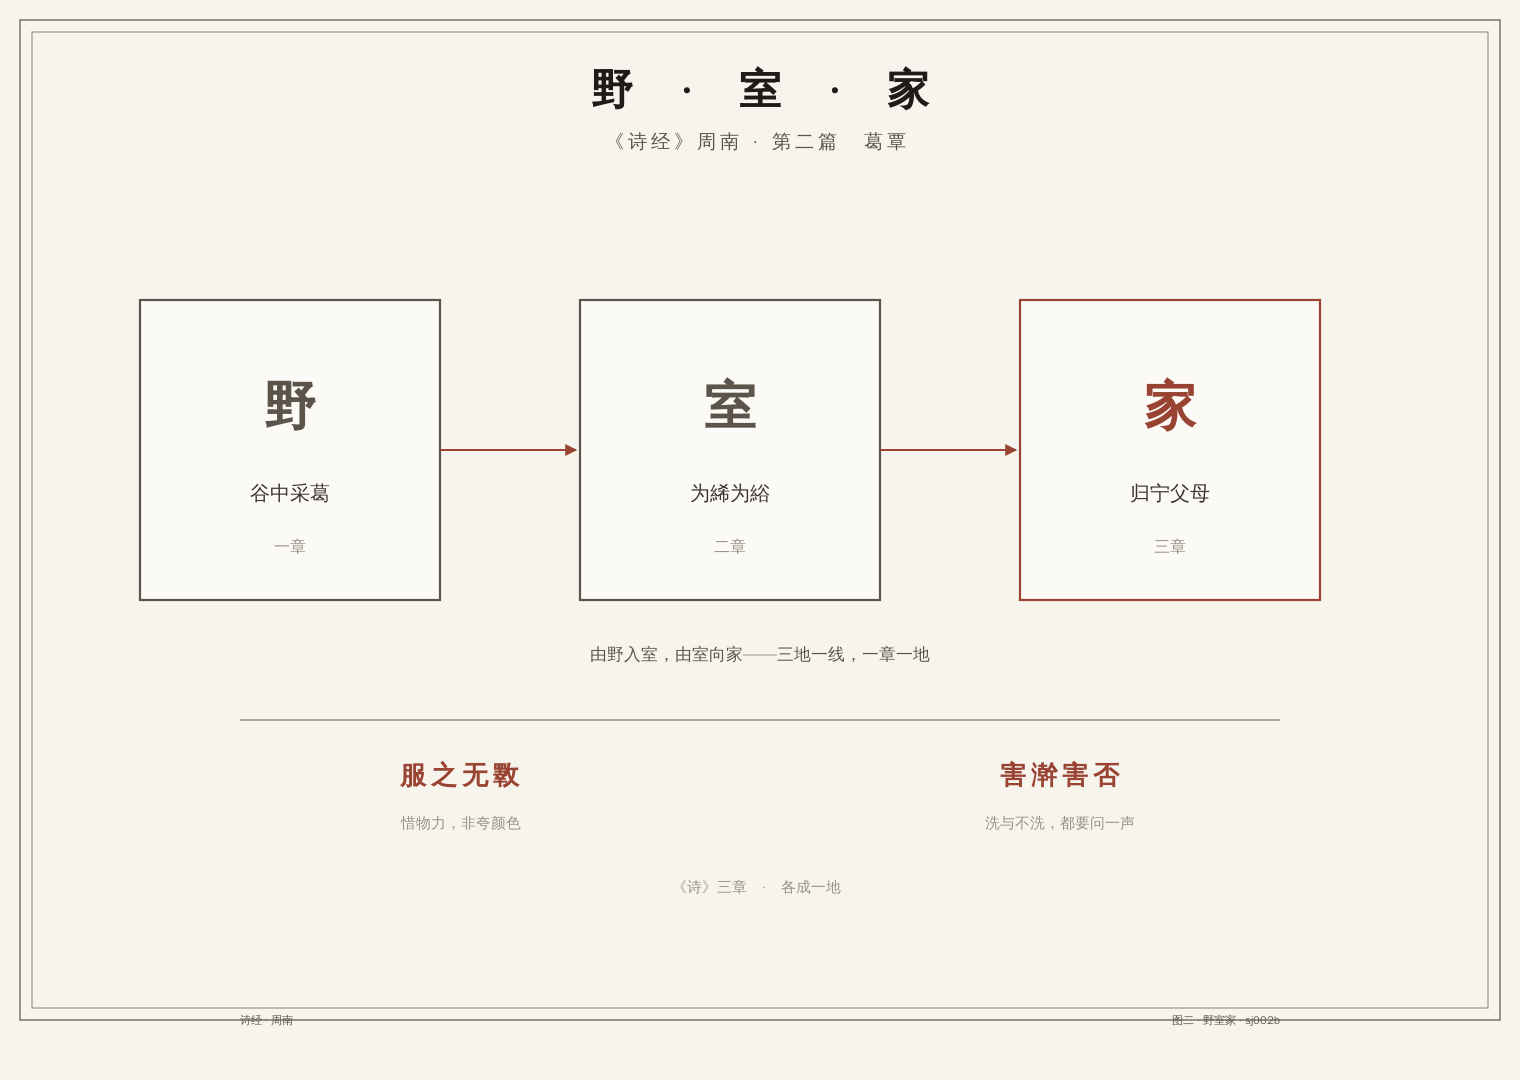 野 · 室 · 家
《诗经》周南 · 第二篇　葛覃
野
谷中采葛
一章
室
为絺为綌
二章
家
归宁父母
三章
由野入室，由室向家——三地一线，一章一地
服之无斁
惜物力，非夸颜色
害澣害否
洗与不洗，都要问一声
《诗》三章　·　各成一地
诗经 · 周南
图二 · 野室家 · sj002b